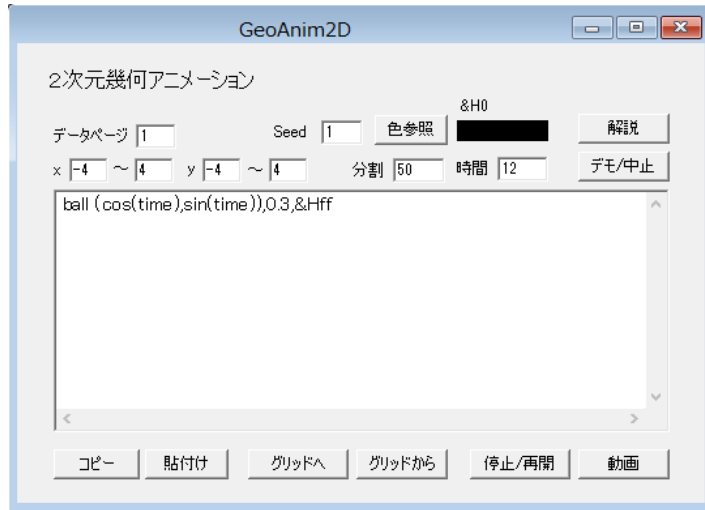 GeoAnim2D
2次元幾何アニメーション
&H0
データページ 1 Seed 1 色参照 解説
x -4 ～ 4 y -4 ～ 4 分割 50 時間 12 デモ/中止
ball (cos(time),sin(time)),0.3,&Hff
コピー 貼付け グリッドへ グリッドから 停止/再開 動画